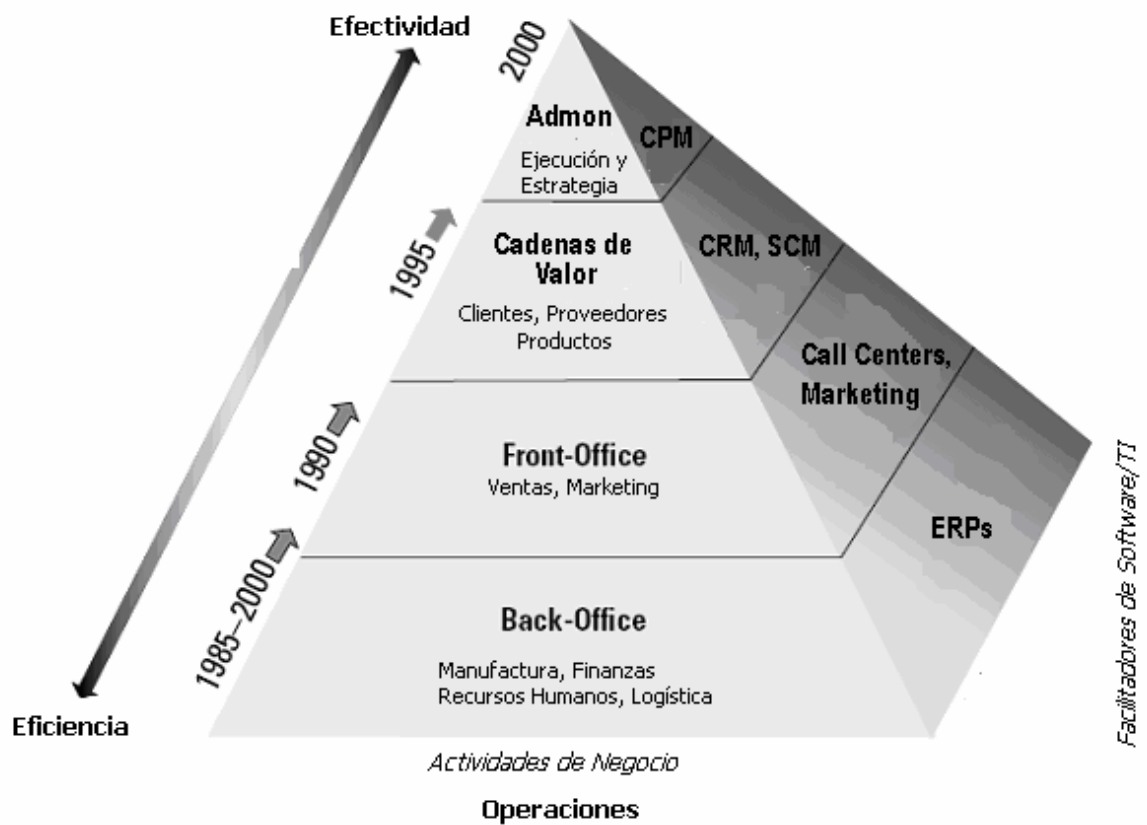 Efectividad
2000
Admon
Ejecución y
Estrategia
CPM
1995
Cadenas de
Valor
Clientes, Proveedores
Productos
CRM, SCM
1990
Front-Office
Ventas, Marketing
Call Centers,
Marketing
1985-2000
Back-Office
Manufactura, Finanzas
Recursos Humanos, Logística
ERPs
Facilitadores de Software/TI
Eficiencia
Actividades de Negocio
Operaciones